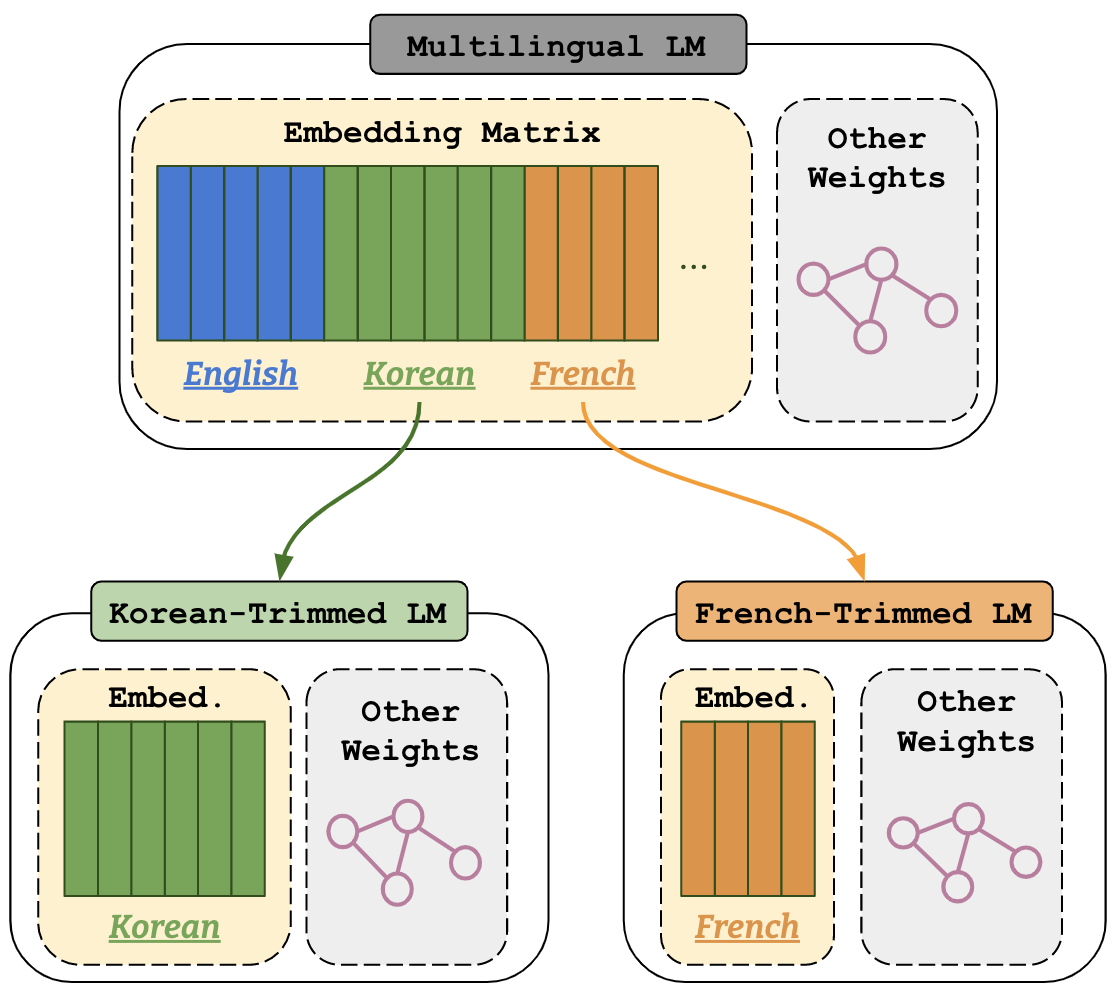 Multilingual LM
Embedding Matrix
Other
Weights
...
English
Korean
French
Korean-Trimmed LM
French-Trimmed LM
Embed.
Other
Weights
Korean
Embed.
Other
Weights
French